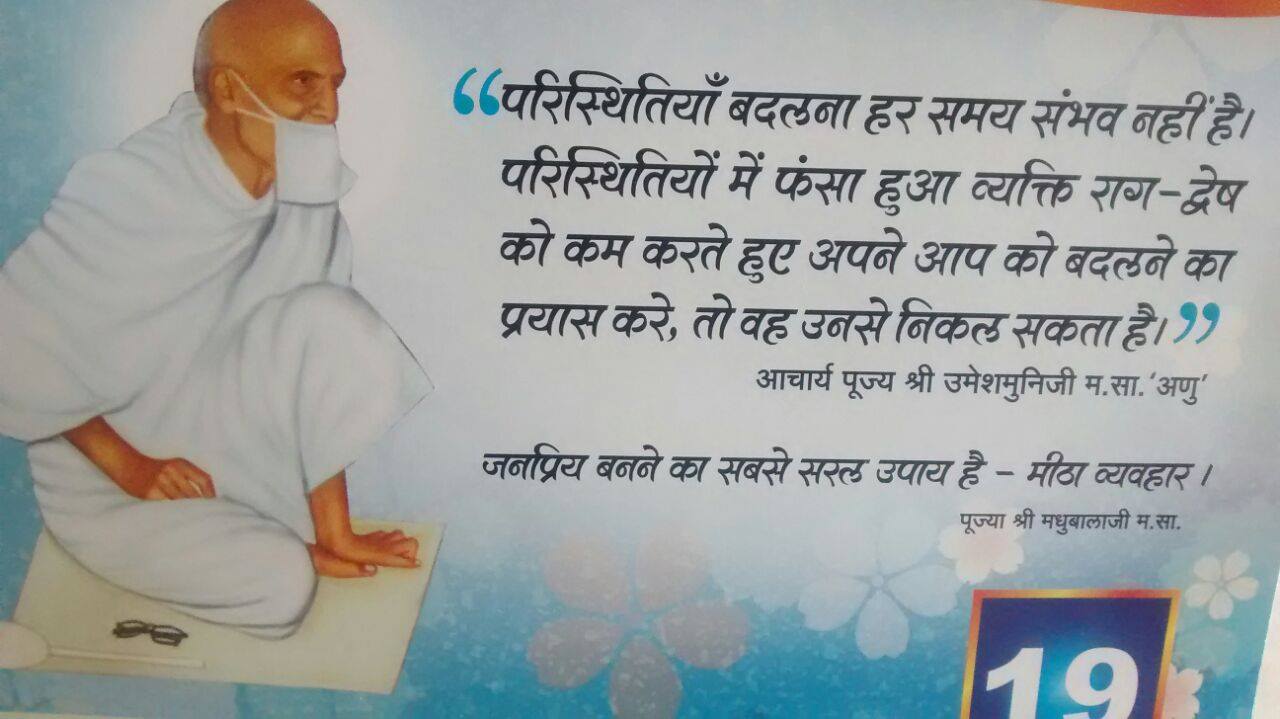 “परिस्थितियाँ बदलना हर समय संभव नहीं है।
परिस्थितियों में फंसा हुआ व्यक्ति राग-द्वेष
को कम करते हुए अपने आप को बदलने का
प्रयास करे, तो वह उनसे निकल सकता है।”
आचार्य पूज्य श्री उमेशमुनिजी म.सा. ‘अणु’
जनप्रिय बनने का सबसे सरल उपाय है - मीठा व्यवहार ।
पूज्या श्री मधुबालाजी म.सा.
19